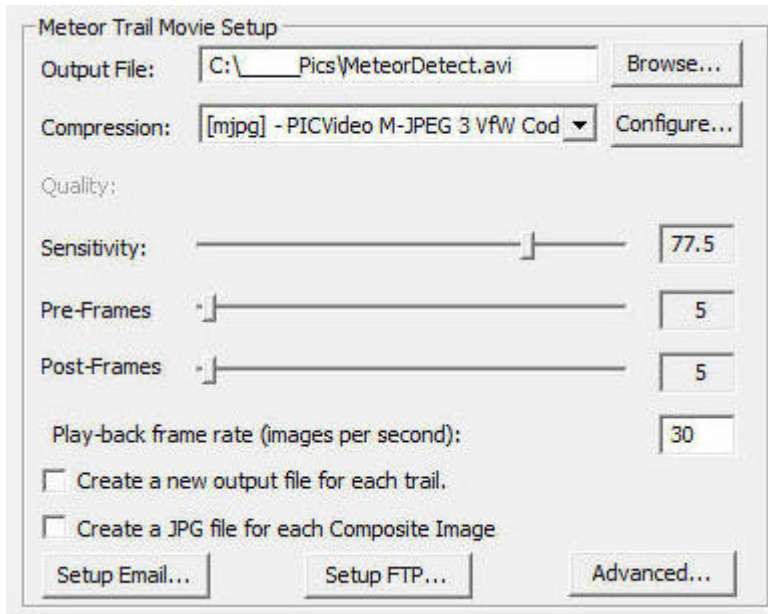 Meteor Trail Movie Setup
Output File: C:\_____Pics\MeteorDetect.avi Browse...
Compression: [mjpg] - PICVideo M-JPEG 3 VfW Cod Configure...
Quality:
Sensitivity: 77.5
Pre-Frames 5
Post-Frames 5
Play-back frame rate (images per second): 30
Create a new output file for each trail.
Create a JPG file for each Composite Image
Setup Email... Setup FTP... Advanced...